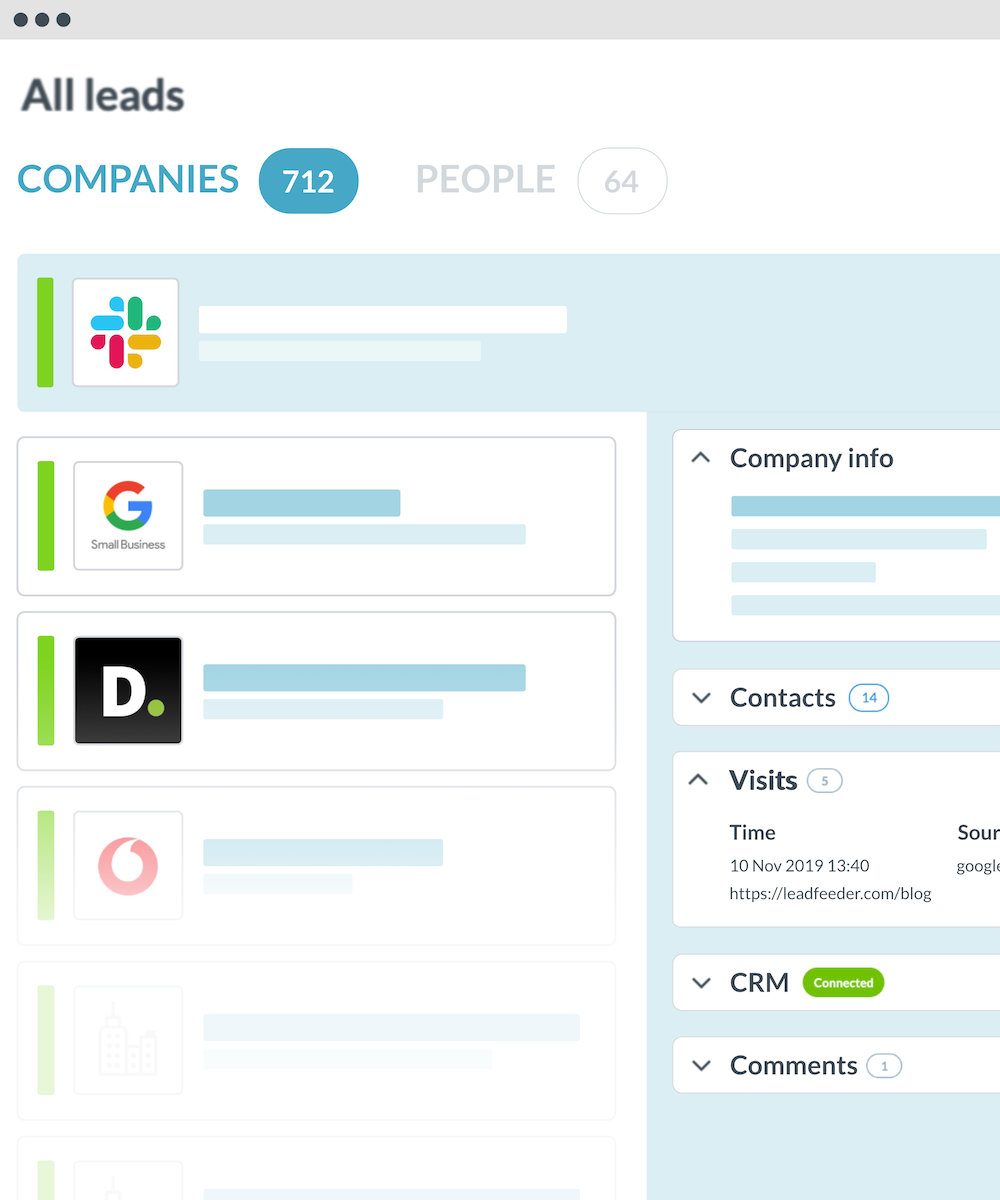 All leads
COMPANIES 712 PEOPLE 64
Small Business
D.
Company info
Contacts 14
Visits 5
Time Sour
10 Nov 2019 13:40 google
https://leadfeeder.com/blog
CRM Connected
Comments 1